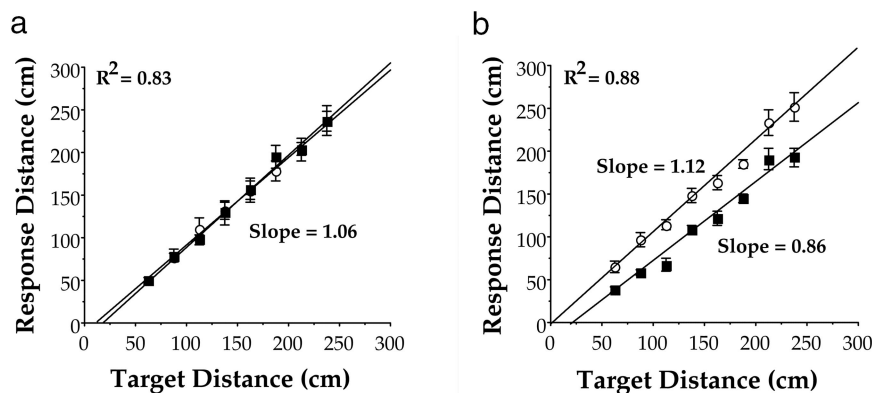 a
R² = 0.83
Response Distance (cm)
300
250
200
150
100
50
0
Slope = 1.06
0 50 100 150 200 250 300
Target Distance (cm)
b
R² = 0.88
Response Distance (cm)
300
250
200
150
100
50
0
Slope = 1.12
Slope = 0.86
0 50 100 150 200 250 300
Target Distance (cm)